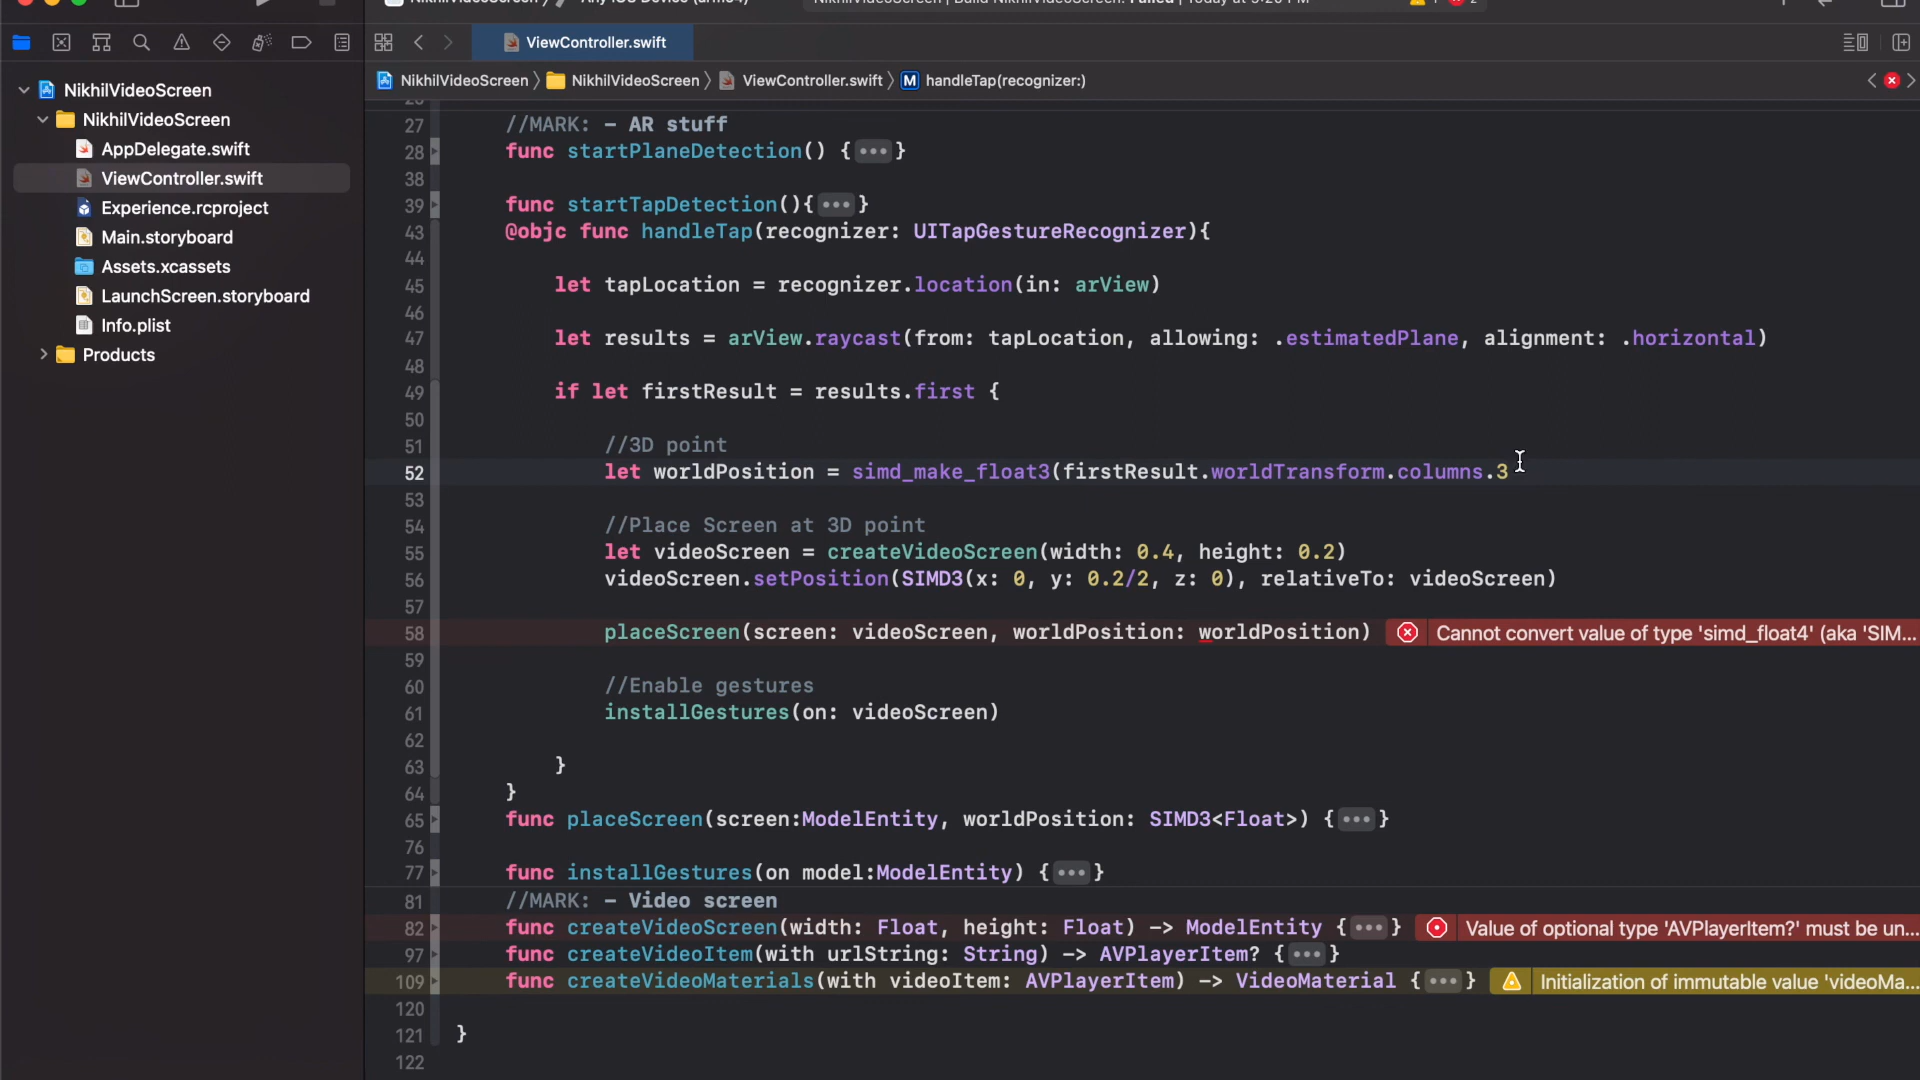 NikhilVideoScreen
NikhilVideoScreen
AppDelegate.swift
ViewController.swift
Experience.rcproject
Main.storyboard
Assets.xcassets
LaunchScreen.storyboard
Info.plist
Products
ViewController.swift
NikhilVideoScreen 〉 NikhilVideoScreen 〉 ViewController.swift 〉 M handleTap(recognizer:)
27 //MARK: - AR stuff
28 func startPlaneDetection() {•••}
38
39 func startTapDetection(){•••}
43 @objc func handleTap(recognizer: UITapGestureRecognizer){
44
45 let tapLocation = recognizer.location(in: arView)
46
47 let results = arView.raycast(from: tapLocation, allowing: .estimatedPlane, alignment: .horizontal)
48
49 if let firstResult = results.first {
50
51 //3D point
52 let worldPosition = simd_make_float3(firstResult.worldTransform.columns.3
53
54 //Place Screen at 3D point
55 let videoScreen = createVideoScreen(width: 0.4, height: 0.2)
56 videoScreen.setPosition(SIMD3(x: 0, y: 0.2/2, z: 0), relativeTo: videoScreen)
57
58 placeScreen(screen: videoScreen, worldPosition: worldPosition) Cannot convert value of type 'simd_float4' (aka 'SIM...
59
60 //Enable gestures
61 installGestures(on: videoScreen)
62
63 }
64 }
65 func placeScreen(screen:ModelEntity, worldPosition: SIMD3<Float>) {•••}
76
77 func installGestures(on model:ModelEntity) {•••}
81 //MARK: - Video screen
82 func createVideoScreen(width: Float, height: Float) -> ModelEntity {•••} Value of optional type 'AVPlayerItem?' must be un...
97 func createVideoItem(with urlString: String) -> AVPlayerItem? {•••}
109 func createVideoMaterials(with videoItem: AVPlayerItem) -> VideoMaterial {•••} Initialization of immutable value 'videoMa...
120
121 }
122